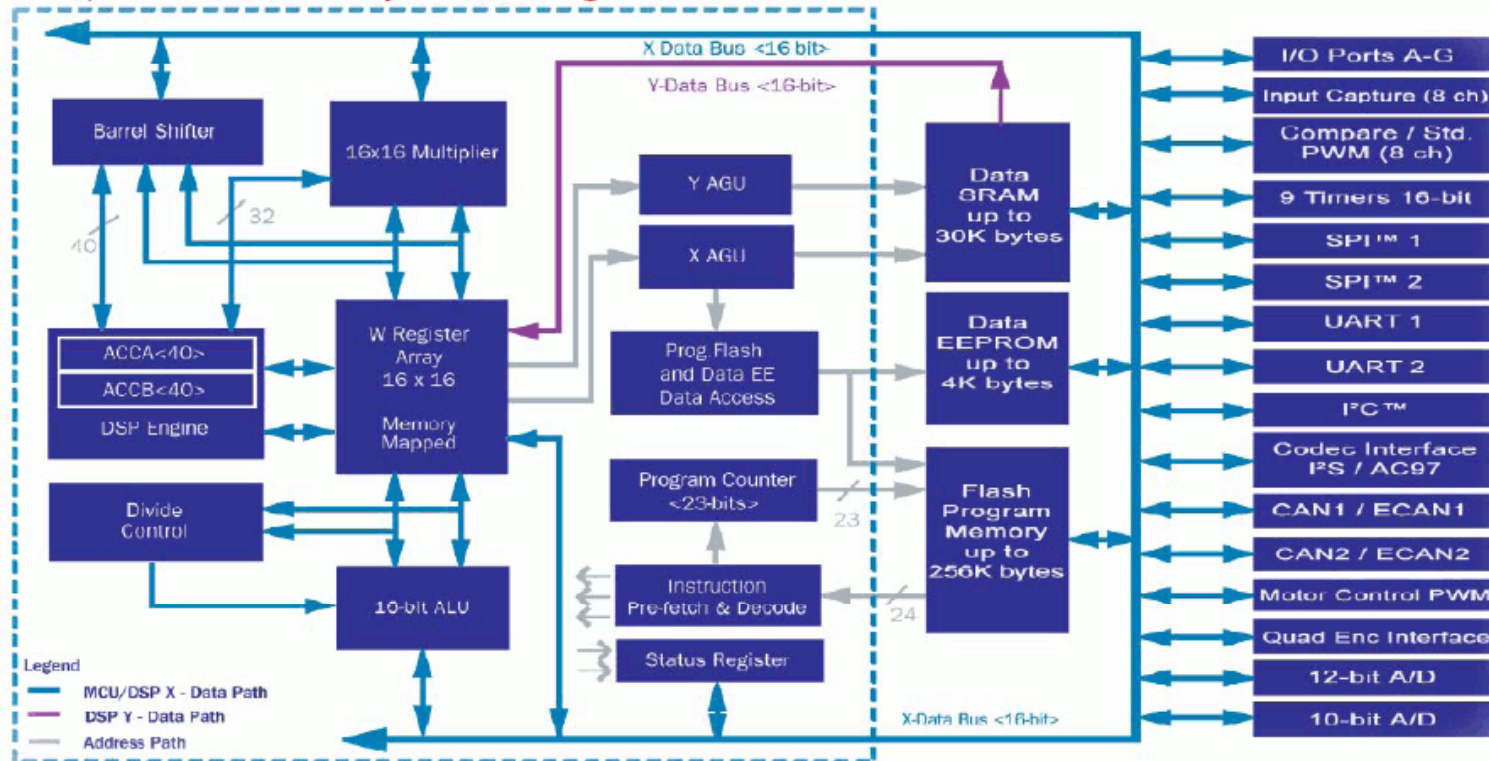 X Data Bus <16 bit>
Y-Data Bus <16-bit>
Barrel Shifter
16x16 Multiplier
40
32
Y AGU
X AGU
Data
SRAM
up to
30K bytes
ACCA<40>
ACCB<40>
DSP Engine
W Register
Array
16 x 16
Memory
Mapped
Prog.Flash
and Data EE
Data Access
Data
EEPROM
up to
4K bytes
Divide
Control
Program Counter
<23-bits>
23
Flash
Program
Memory
up to
256K bytes
10-bit ALU
Instruction
Pre-fetch & Decode
24
Status Register
X-Data Bus <16-bit>
Legend
MCU/DSP X - Data Path
DSP Y - Data Path
Address Path
I/O Ports A-G
Input Capture (8 ch)
Compare / Std.
PWM (8 ch)
9 Timers 16-bit
SPI™ 1
SPI™ 2
UART 1
UART 2
I²C™
Codec Interface
I²S / AC97
CAN1 / ECAN1
CAN2 / ECAN2
Motor Control PWM
Quad Enc Interface
12-bit A/D
10-bit A/D